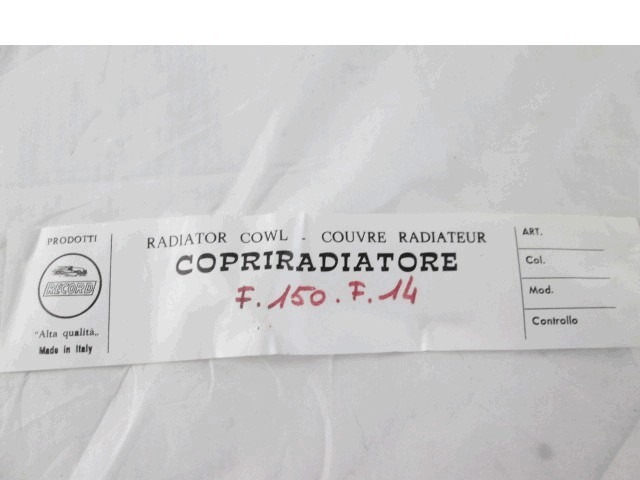 PRODOTTI
RECORD
"Alta qualità„
Made in Italy
RADIATOR COWL - COUVRE RADIATEUR
COPRIRADIATORE
F.150.F.14
ART.
Col.
Mod.
Controllo